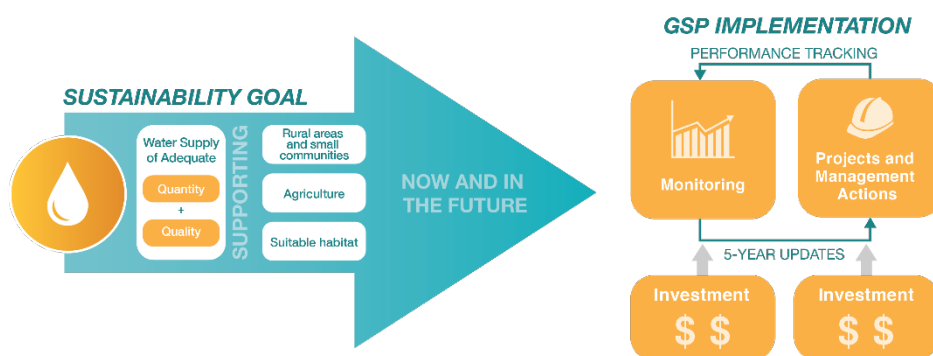 SUSTAINABILITY GOAL
Water Supply
of Adequate
Quantity
+
Quality
SUPPORTING
Rural areas
and small
communities
Agriculture
Suitable habitat
NOW AND IN
THE FUTURE
GSP IMPLEMENTATION
PERFORMANCE TRACKING
Monitoring
Projects and
Management
Actions
5-YEAR UPDATES
Investment
$ $
Investment
$ $